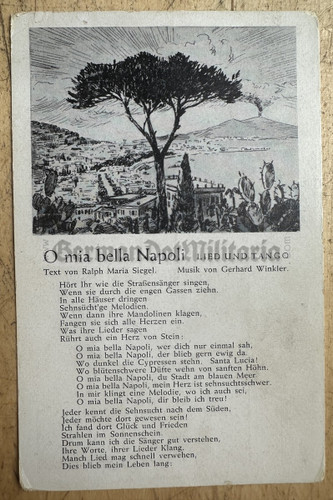 GermanDotMilitaria
O mia bella Napoli LIED UND TANGO
Text von Ralph Maria Siegel. Musik von Gerhard Winkler.
Hört Ihr wie die Straßensänger singen,
Wenn sie durch die engen Gassen ziehn.
In alle Häuser dringen
Sehnsücht'ge Melodien.
Wenn dann ihre Mandolinen klagen,
Fangen sie sich alle Herzen ein.
Was ihre Lieder sagen
Rührt auch ein Herz von Stein:
O mia bella Napoli, wer dich nur einmal sah,
O mia bella Napoli, der blieb gern ewig da.
Wo dunkel die Cypressen stehn. Santa Lucia!
Wo blütenschwere Düfte wehn von sanften Höhn.
O mia bella Napoli, du Stadt am blauen Meer
O mia bella Napoli, mein Herz ist sehnsuchtsschwer.
In mir klingt eine Melodie, wo ich auch sei,
O mia bella Napoli, dir bleib ich treu!
Jeder kennt die Sehnsucht nach dem Süden,
Jeder möchte dort gewesen sein!
Ich fand dort Glück und Frieden
Strahlen im Sonnenschein.
Drum kann ich die Sänger gut verstehen,
Ihre Worte, ihrer Lieder Klang.
Manch Lied mag schnell verwehen,
Dies blieb mein Leben lang: